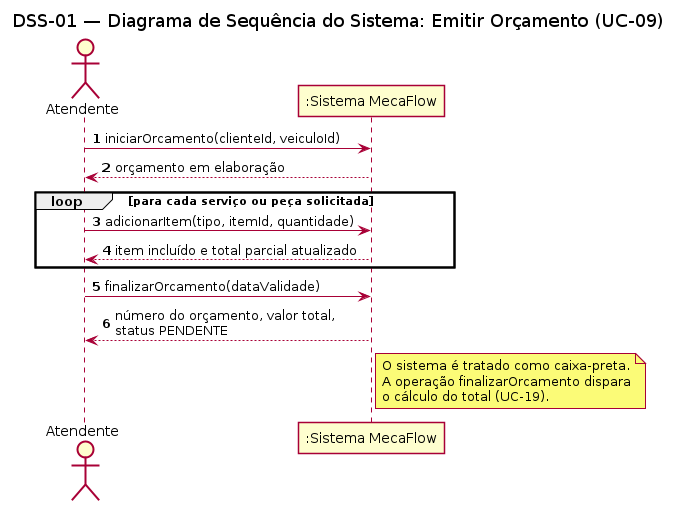 DSS-01 — Diagrama de Sequência do Sistema: Emitir Orçamento (UC-09)
Atendente
:Sistema MecaFlow
1 iniciarOrcamento(clienteId, veiculoId)
2 orçamento em elaboração
loop [para cada serviço ou peça solicitada]
3 adicionarItem(tipo, itemId, quantidade)
4 item incluído e total parcial atualizado
5 finalizarOrcamento(dataValidade)
6 número do orçamento, valor total,
status PENDENTE
O sistema é tratado como caixa-preta.
A operação finalizarOrcamento dispara
o cálculo do total (UC-19).
Atendente
:Sistema MecaFlow